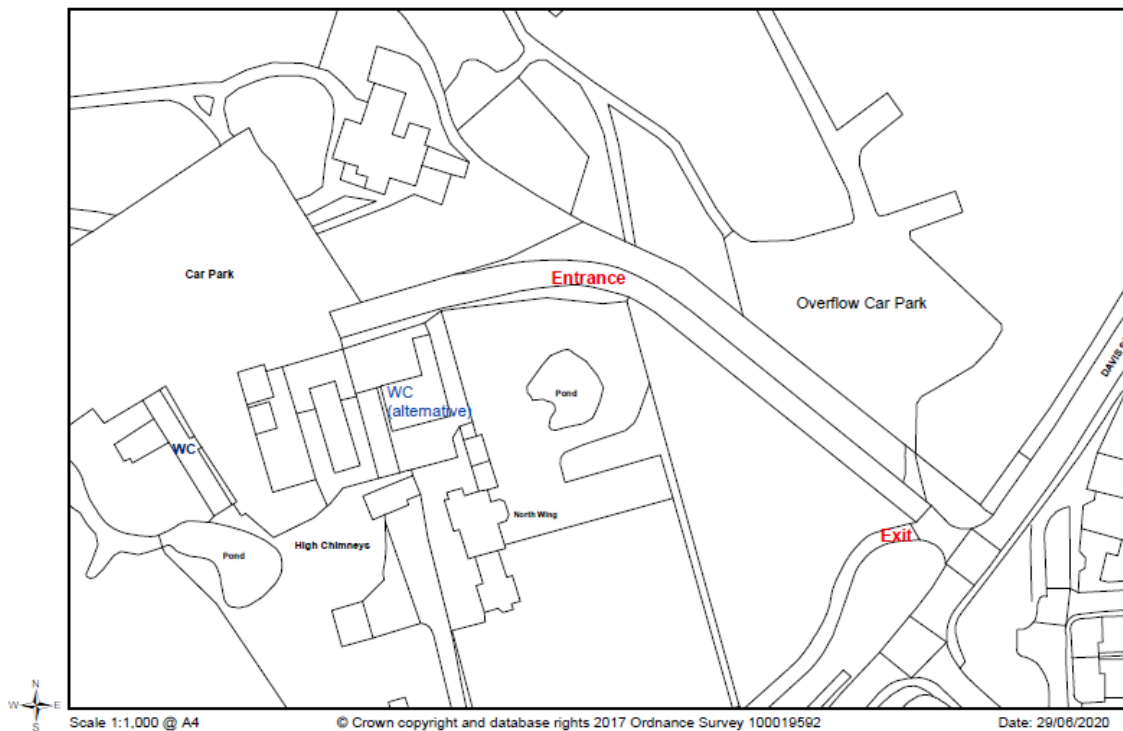 Entrance
Car Park
Overflow Car Park
DAVIS
WC
(alternative)
Pond
WC
North Wing
Exit
High Chimneys
Pond
N
W
E
S
Scale 1:1,000 @ A4
© Crown copyright and database rights 2017 Ordnance Survey 100019592
Date: 29/06/2020